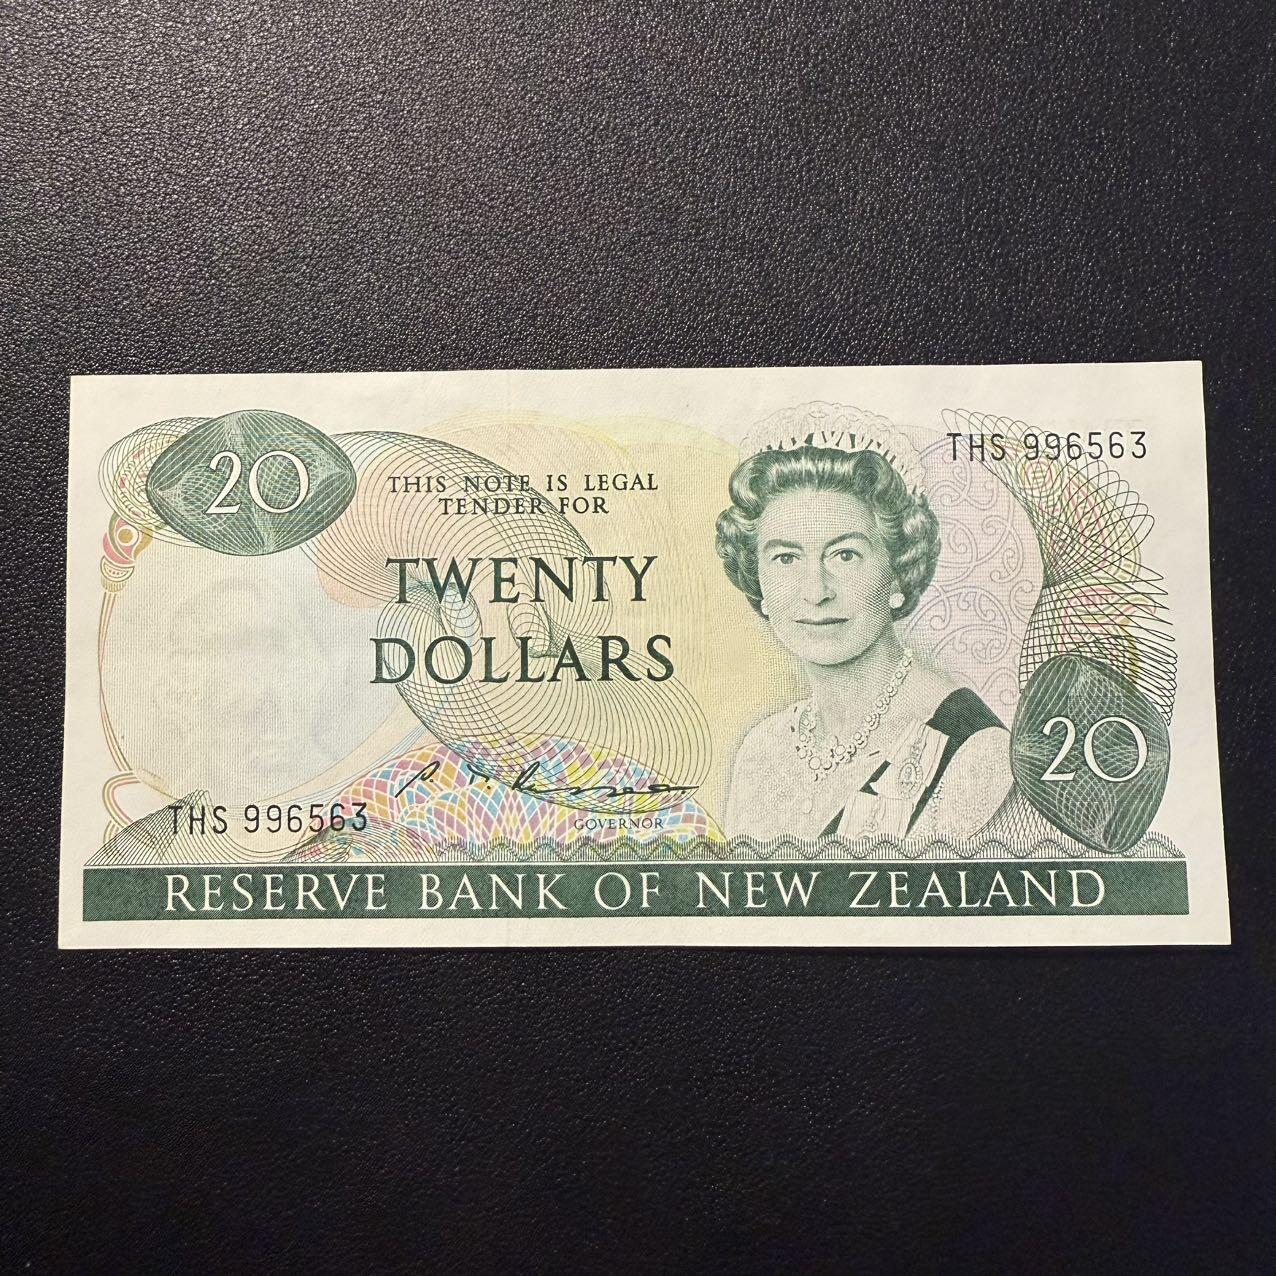 20
THS 996563
THIS NOTE IS LEGAL
TENDER FOR
TWENTY
DOLLARS
20
THS 996563
GOVERNOR
RESERVE BANK OF NEW ZEALAND